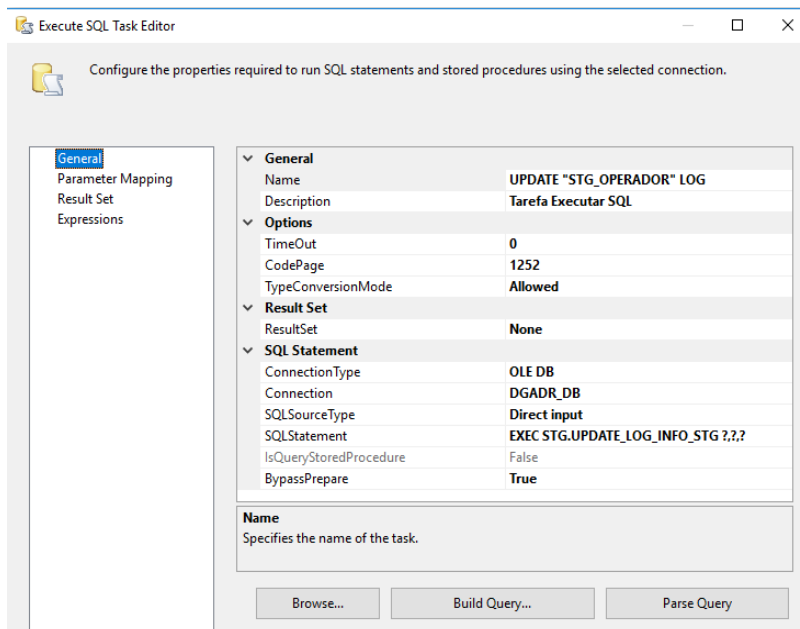 Execute SQL Task Editor
Configure the properties required to run SQL statements and stored procedures using the selected connection.
General
Parameter Mapping
Result Set
Expressions
General
Name UPDATE "STG_OPERADOR" LOG
Description Tarefa Executar SQL
Options
TimeOut 0
CodePage 1252
TypeConversionMode Allowed
Result Set
ResultSet None
SQL Statement
ConnectionType OLE DB
Connection DGADR_DB
SQLSourceType Direct input
SQLStatement EXEC STG.UPDATE_LOG_INFO_STG ?,?,?
IsQueryStoredProcedure False
BypassPrepare True
Name
Specifies the name of the task.
Browse... Build Query... Parse Query